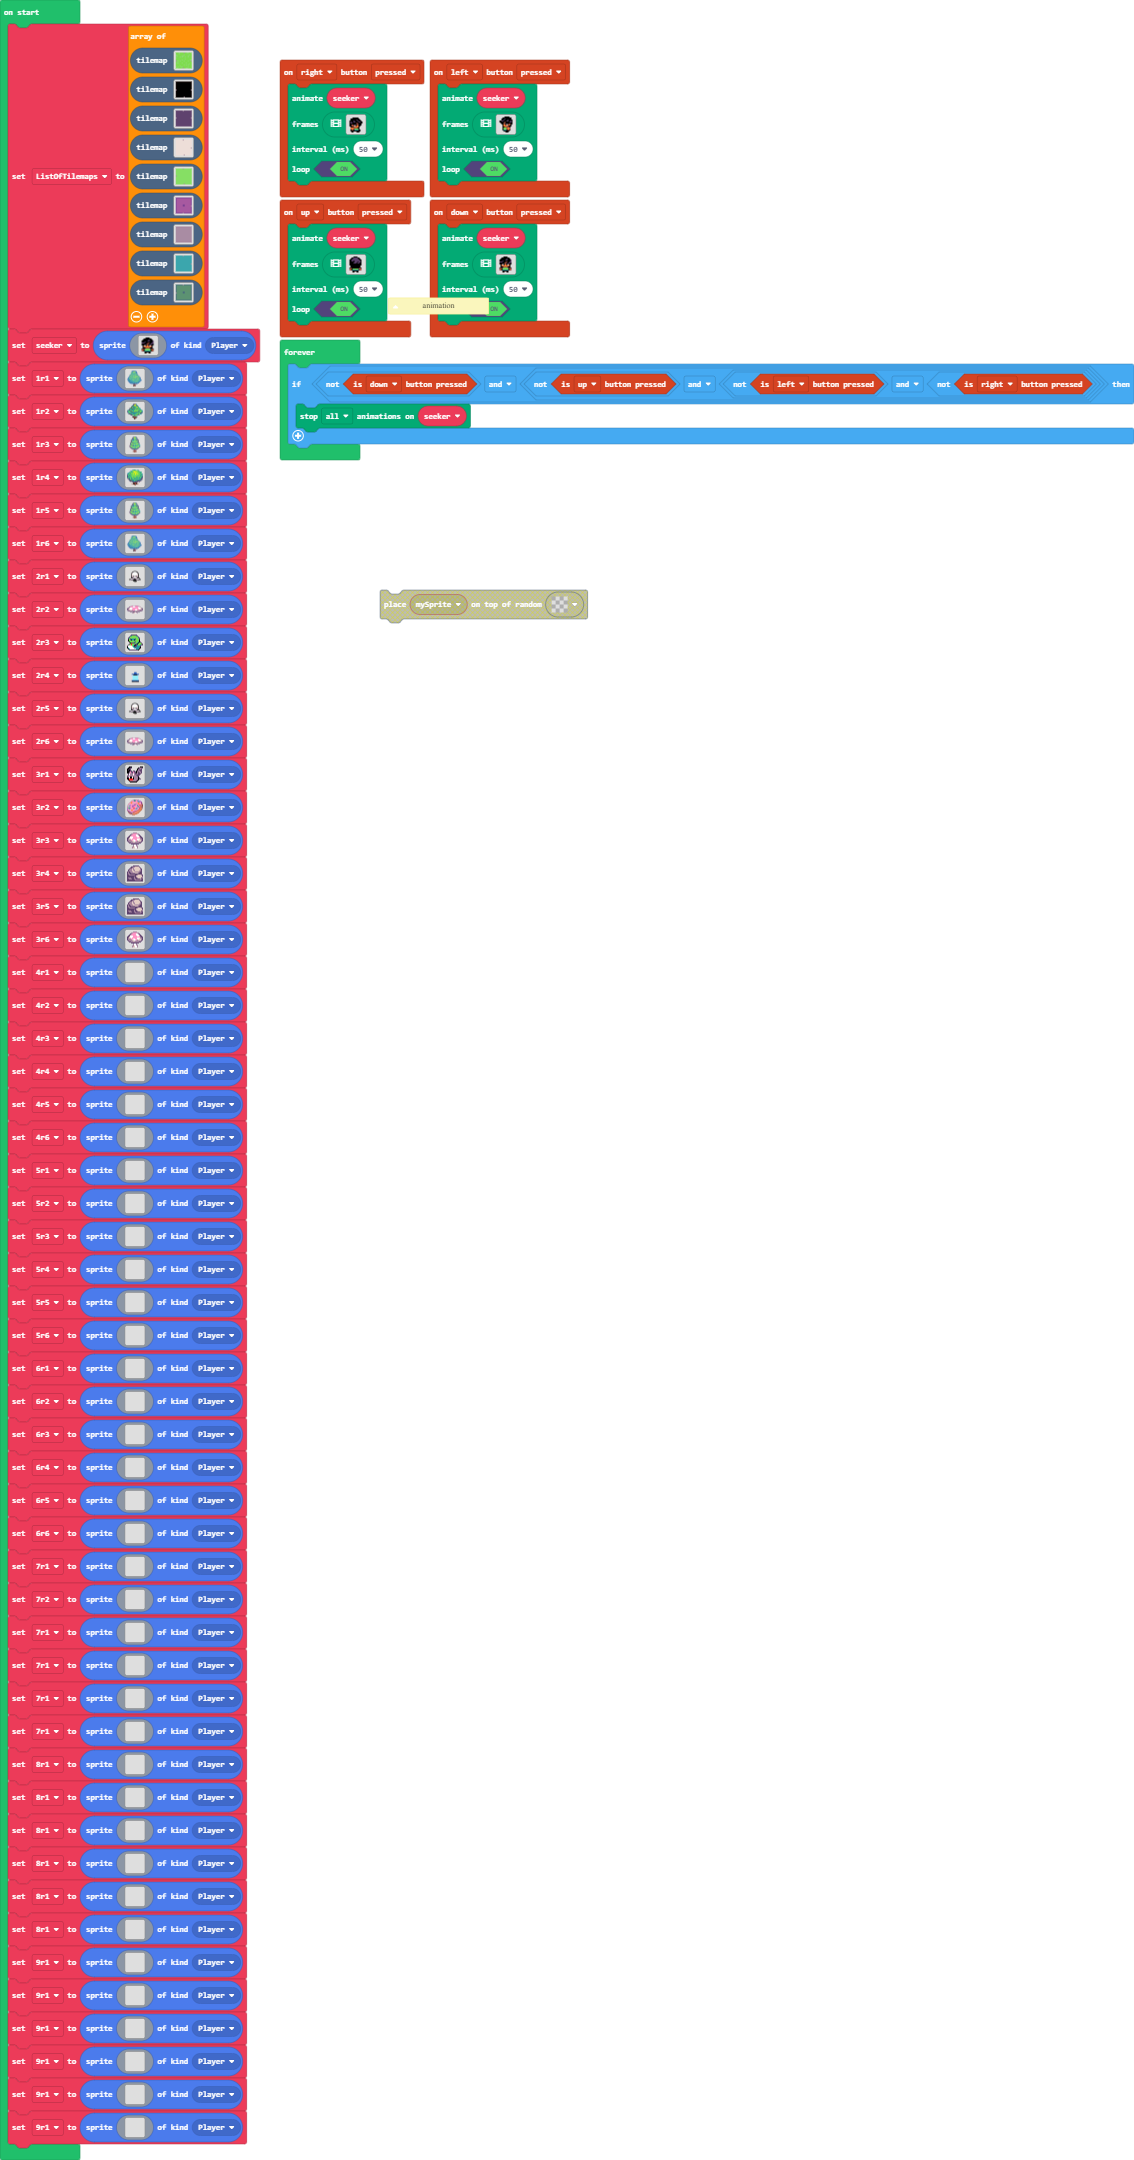 on start
array of
tilemap
tilemap
tilemap
tilemap
set ListOfTilemaps to tilemap
tilemap
tilemap
tilemap
tilemap
set seeker to sprite of kind Player
set 1r1 to sprite of kind Player
set 1r2 to sprite of kind Player
set 1r3 to sprite of kind Player
set 1r4 to sprite of kind Player
set 1r5 to sprite of kind Player
set 1r6 to sprite of kind Player
set 2r1 to sprite of kind Player
set 2r2 to sprite of kind Player
set 2r3 to sprite of kind Player
set 2r4 to sprite of kind Player
set 2r5 to sprite of kind Player
set 2r6 to sprite of kind Player
set 3r1 to sprite of kind Player
set 3r2 to sprite of kind Player
set 3r3 to sprite of kind Player
set 3r4 to sprite of kind Player
set 3r5 to sprite of kind Player
set 3r6 to sprite of kind Player
set 4r1 to sprite of kind Player
set 4r2 to sprite of kind Player
set 4r3 to sprite of kind Player
set 4r4 to sprite of kind Player
set 4r5 to sprite of kind Player
set 4r6 to sprite of kind Player
set 5r1 to sprite of kind Player
set 5r2 to sprite of kind Player
set 5r3 to sprite of kind Player
set 5r4 to sprite of kind Player
set 5r5 to sprite of kind Player
set 5r6 to sprite of kind Player
set 6r1 to sprite of kind Player
set 6r2 to sprite of kind Player
set 6r3 to sprite of kind Player
set 6r4 to sprite of kind Player
set 6r5 to sprite of kind Player
set 6r6 to sprite of kind Player
set 7r1 to sprite of kind Player
set 7r2 to sprite of kind Player
set 7r1 to sprite of kind Player
set 7r1 to sprite of kind Player
set 7r1 to sprite of kind Player
set 7r1 to sprite of kind Player
set 8r1 to sprite of kind Player
set 8r1 to sprite of kind Player
set 8r1 to sprite of kind Player
set 8r1 to sprite of kind Player
set 8r1 to sprite of kind Player
set 8r1 to sprite of kind Player
set 9r1 to sprite of kind Player
set 9r1 to sprite of kind Player
set 9r1 to sprite of kind Player
set 9r1 to sprite of kind Player
set 9r1 to sprite of kind Player
set 9r1 to sprite of kind Player
on right button pressed
animate seeker
frames
interval (ms) 50
loop ON
on left button pressed
animate seeker
frames
interval (ms) 50
loop ON
on up button pressed
animate seeker
frames
interval (ms) 50
loop ON
on down button pressed
animate seeker
frames
interval (ms) 50
ON
animation
forever
if not is down button pressed and not is up button pressed and not is left button pressed and not is right button pressed then
stop all animations on seeker
place mySprite on top of random